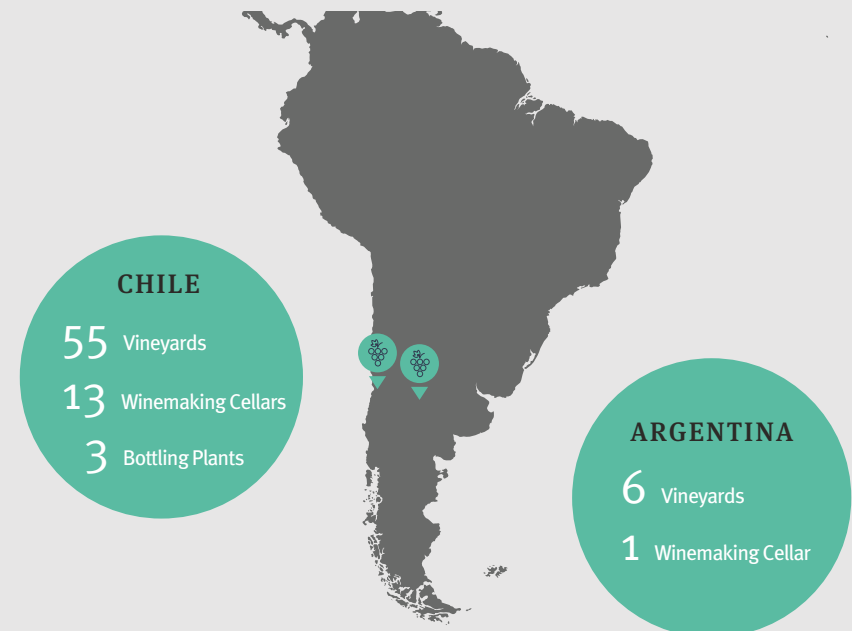 CHILE
55 Vineyards
13 Winemaking Cellars
3 Bottling Plants
ARGENTINA
6 Vineyards
1 Winemaking Cellar